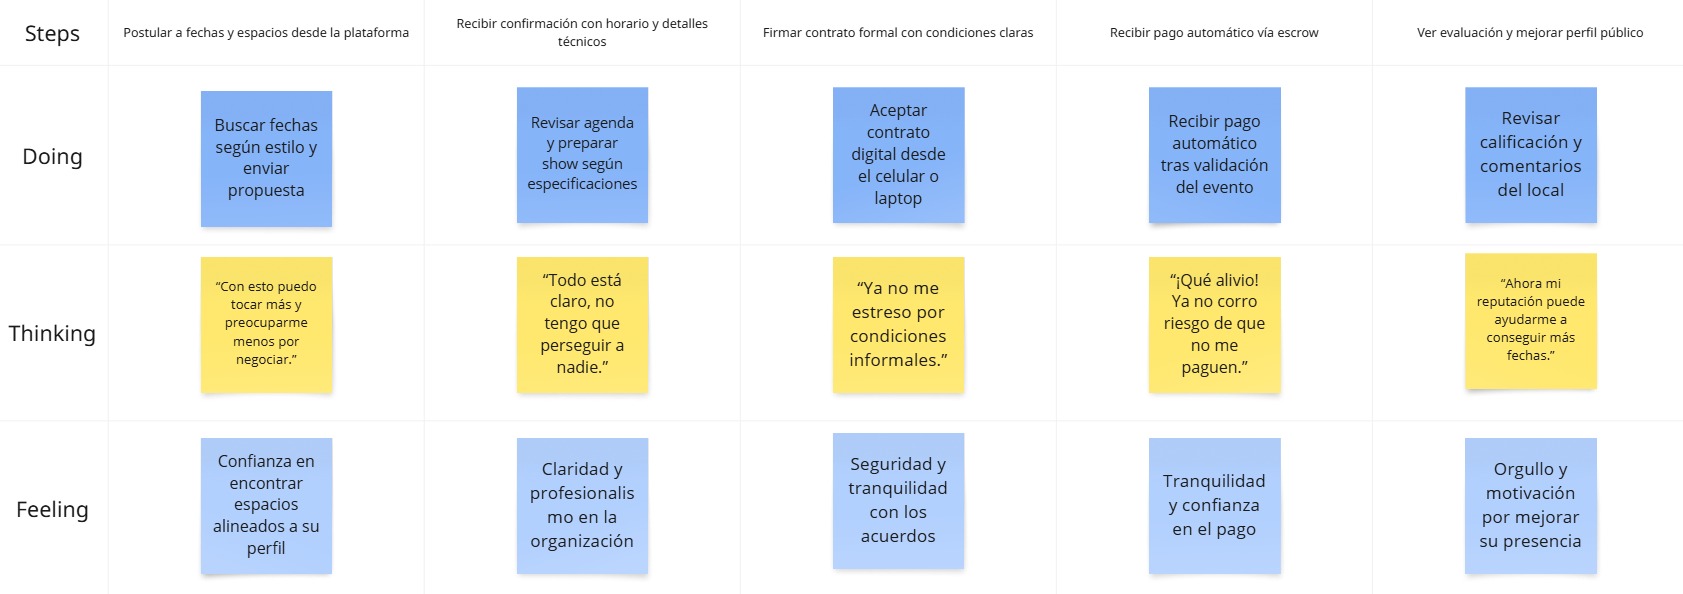 Steps
Postular a fechas y espacios desde la plataforma
Recibir confirmación con horario y detalles
técnicos
Firmar contrato formal con condiciones claras
Recibir pago automático vía escrow
Ver evaluación y mejorar perfil público
Doing
Buscar fechas
según estilo y
enviar
propuesta
Revisar agenda
y preparar
show según
especificaciones
Aceptar
contrato
digital desde
el celular o
laptop
Recibir pago
automático
tras validación
del evento
Revisar
calificación y
comentarios
del local
Thinking
“Con esto puedo
tocar más y
preocuparme
menos por
negociar.”
“Todo está
claro, no
tengo que
perseguir a
nadie.”
“Ya no me
estreso por
condiciones
informales.”
“¡Qué alivio!
Ya no corro
riesgo de que
no me
paguen.”
“Ahora mi
reputación puede
ayudarme a
conseguir más
fechas.”
Feeling
Confianza en
encontrar
espacios
alineados a su
perfil
Claridad y
profesionalis
mo en la
organización
Seguridad y
tranquilidad
con los
acuerdos
Tranquilidad
y confianza
en el pago
Orgullo y
motivación
por mejorar
su presencia